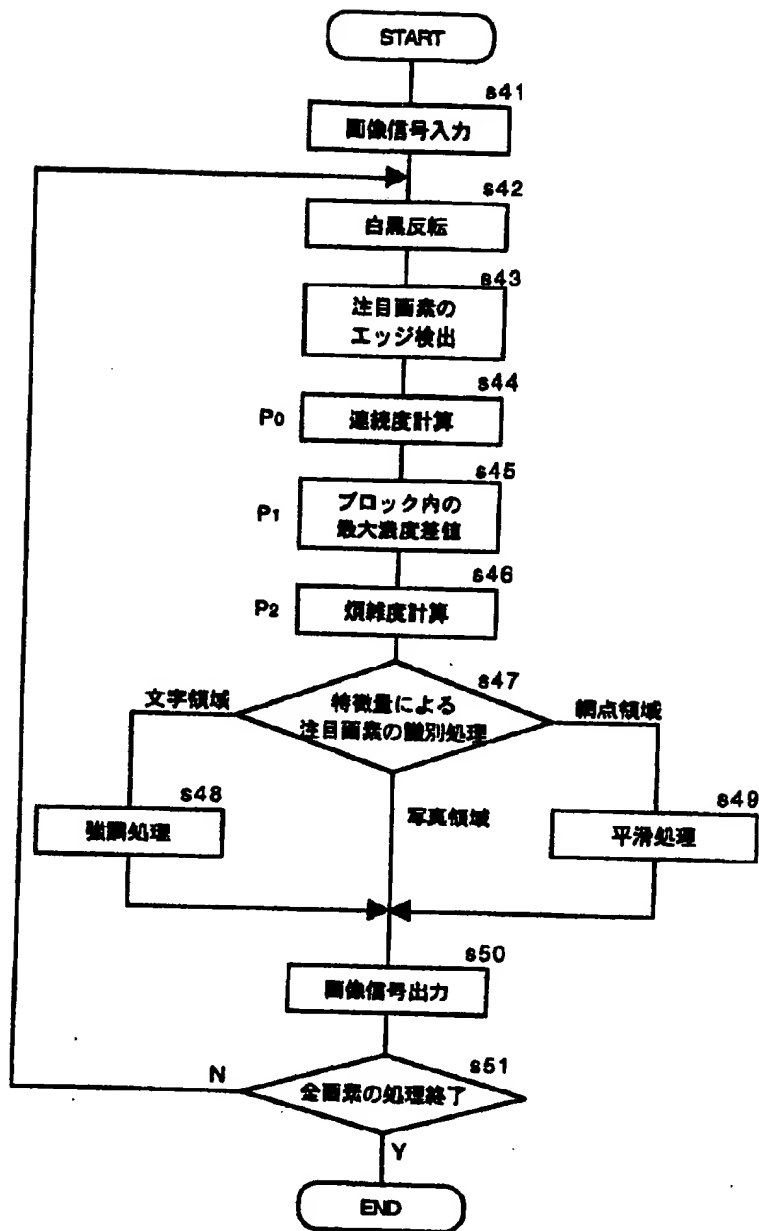 START
s41
画像信号入力
s42
白黒反転
s43
注目画素の
エッジ検出
s44
P0
連続度計算
s45
P1
ブロック内の
最大濃度差値
s46
P2
煩雑度計算
s47
文字領域
特徴量による
注目画素の識別処理
網点領域
s48
強調処理
写真領域
s49
平滑処理
s50
画像信号出力
s51
N
全画素の処理終了
Y
END